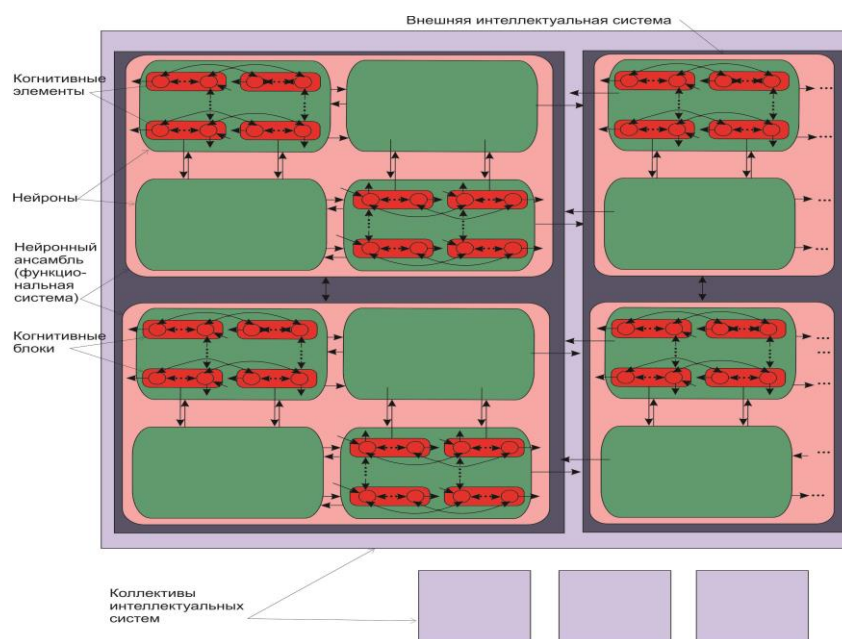 Внешняя интеллектуальная система
Когнитивные
элементы
Нейроны
Нейронный
ансамбль
(функцио-
нальная
система)
Когнитивные
блоки
Коллективы
интеллектуальных
систем